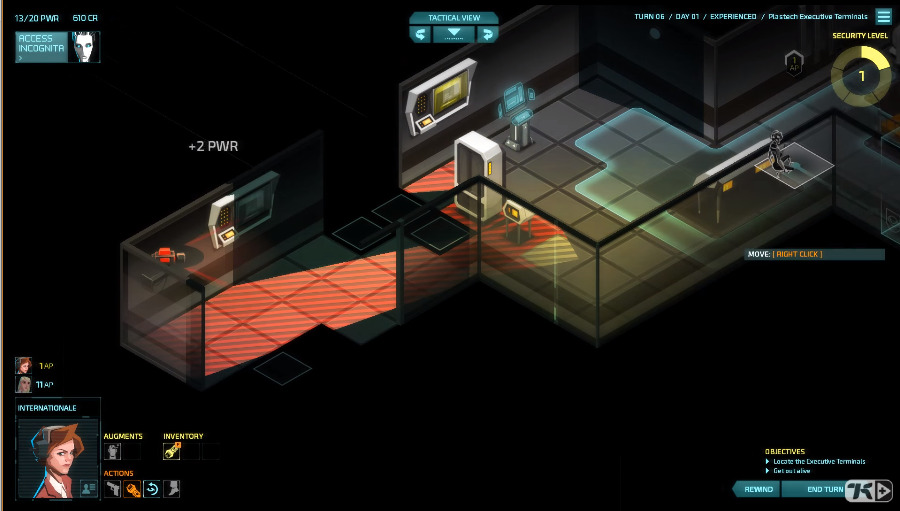 13/20 PWR 610 CR
TACTICAL VIEW
TURN 06 / DAY 01 / EXPERIENCED / Plastech Executive Terminals
ACCESS
INCOGNITA
>
SECURITY LEVEL
1
AP
1
+2 PWR
MOVE: [ RIGHT CLICK ]
1 AP
11 AP
INTERNATIONALE
AUGMENTS INVENTORY
ACTIONS
OBJECTIVES
Locate the Executive Terminals
Get out alive
REWIND END TURN
TK